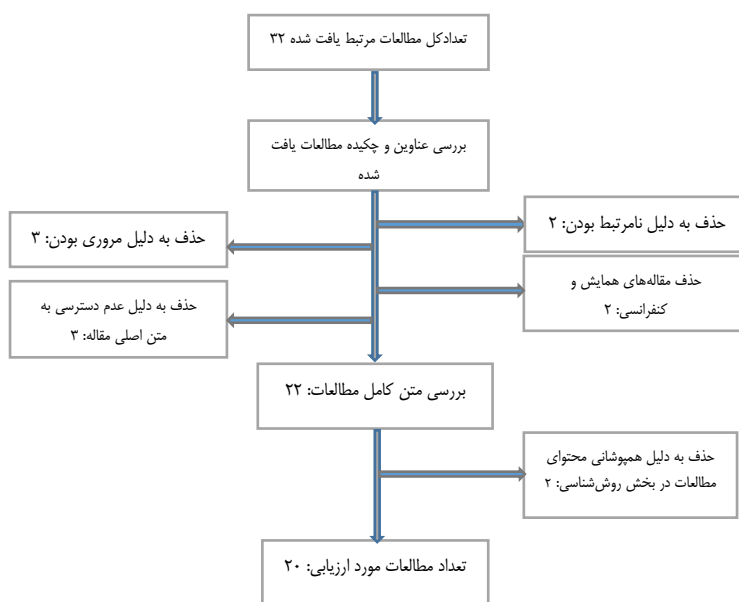 تعدادکل مطالعات مرتبط یافت شده ۳۲
بررسی عناوین و چکیده مطالعات یافت
شده
حذف به دلیل نامرتبط بودن: ۲
حذف به دلیل مروری بودن: ۳
حذف مقاله‌های همایش و
کنفرانسی: ۲
حذف به دلیل عدم دسترسی به
متن اصلی مقاله: ۳
بررسی متن کامل مطالعات: ۲۲
حذف به دلیل همپوشانی محتوای
مطالعات در بخش روش‌شناسی: ۲
تعداد مطالعات مورد ارزیابی: ۲۰